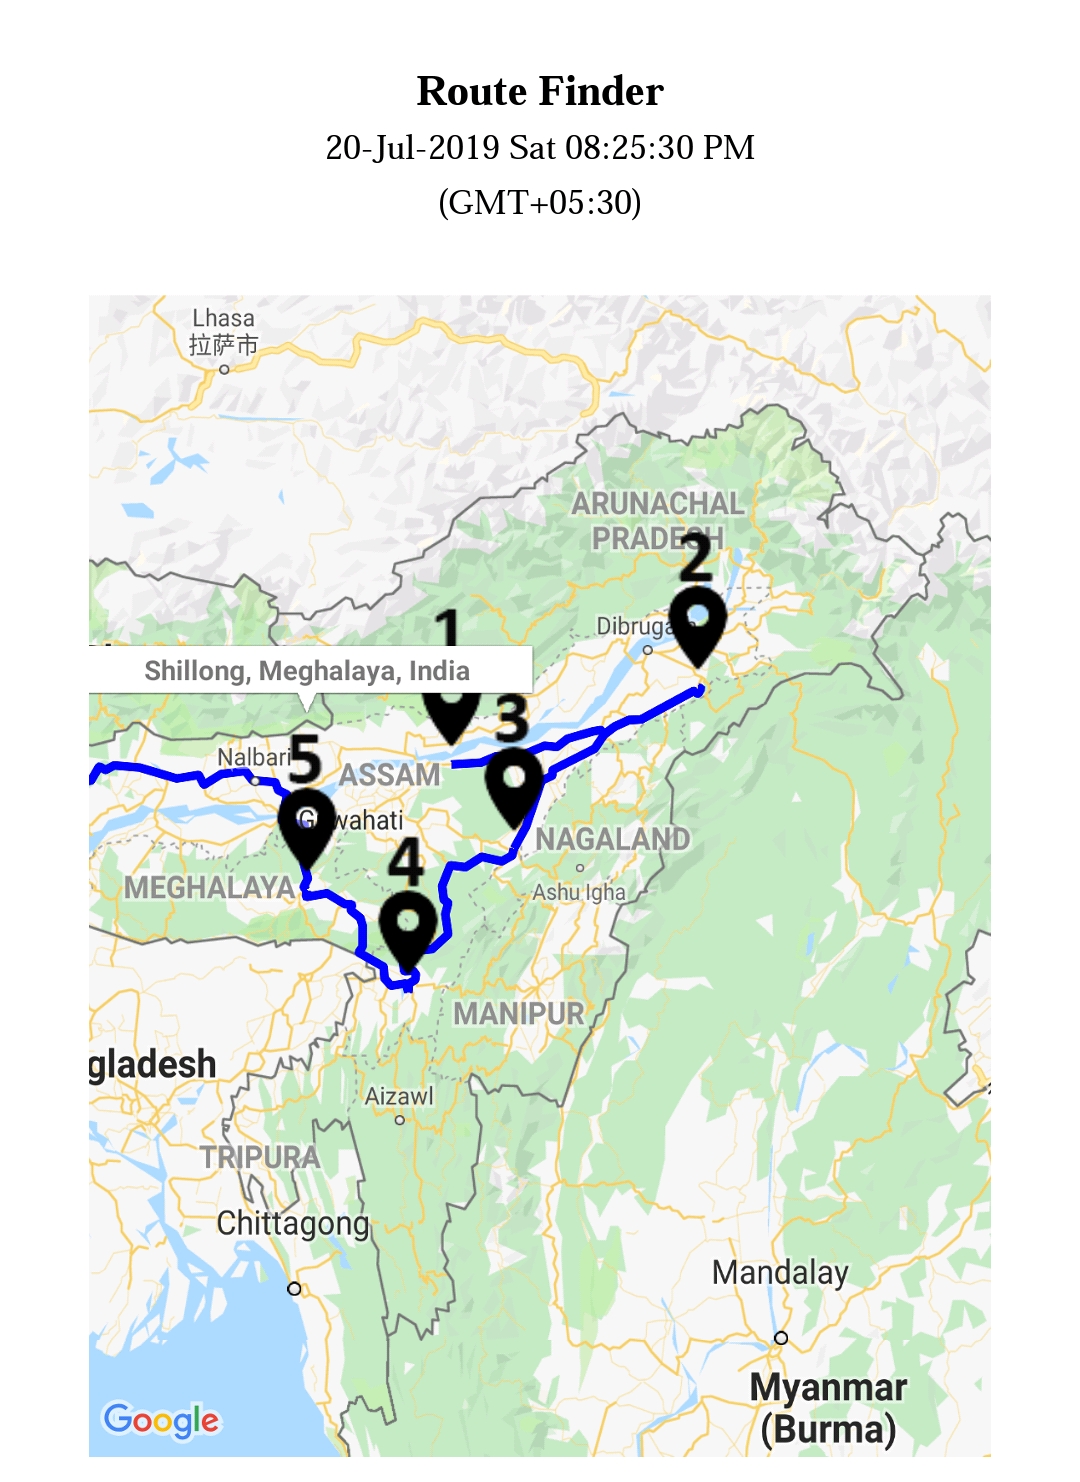 Route Finder
20-Jul-2019 Sat 08:25:30 PM
(GMT+05:30)
Lhasa
拉萨市
ARUNACHAL
PRADESH
2
Dibruga
1
Shillong, Meghalaya, India
3
Nalbari
5
ASSAM
Guwahati
NAGALAND
4
MEGHALAYA
Ashu Igha
MANIPUR
gladesh
Aizawl
TRIPURA
Chittagong
Mandalay
Myanmar
(Burma)
Google